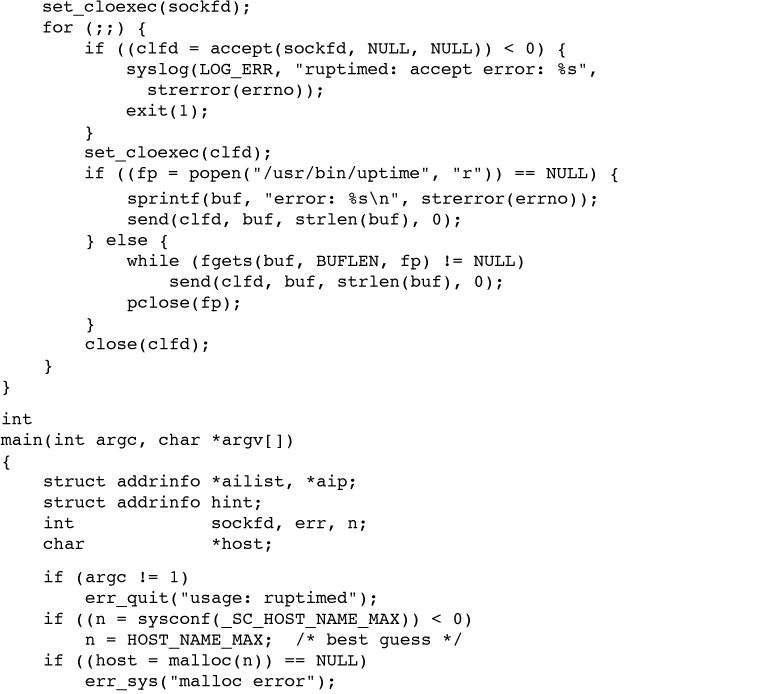 set_cloexec(sockfd);
    for (;;) {
        if ((clfd = accept(sockfd, NULL, NULL)) < 0) {
            syslog(LOG_ERR, "ruptimed: accept error: %s",
              strerror(errno));
            exit(1);
        }
        set_cloexec(clfd);
        if ((fp = popen("/usr/bin/uptime", "r")) == NULL) {
            sprintf(buf, "error: %s\n", strerror(errno));
            send(clfd, buf, strlen(buf), 0);
        } else {
            while (fgets(buf, BUFLEN, fp) != NULL)
                send(clfd, buf, strlen(buf), 0);
            pclose(fp);
        }
        close(clfd);
    }
}
int
main(int argc, char *argv[])
{
    struct addrinfo *ailist, *aip;
    struct addrinfo hint;
    int             sockfd, err, n;
    char            *host;
    if (argc != 1)
        err_quit("usage: ruptimed");
    if ((n = sysconf(_SC_HOST_NAME_MAX)) < 0)
        n = HOST_NAME_MAX;  /* best guess */
    if ((host = malloc(n)) == NULL)
        err_sys("malloc error");